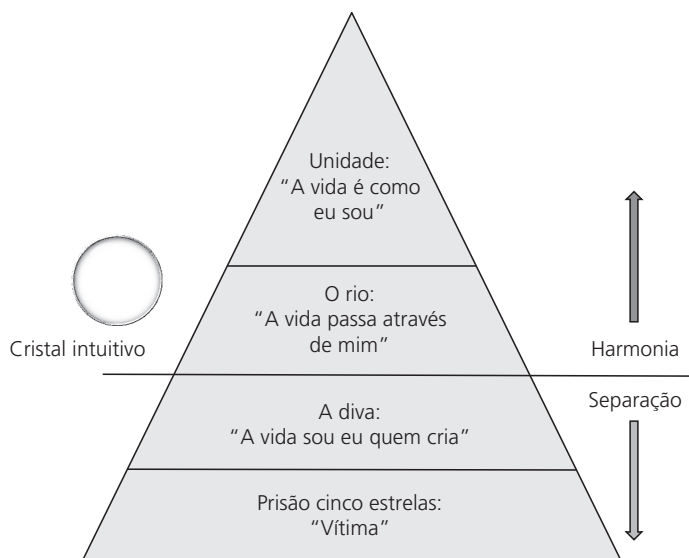 Unidade:
“A vida é como
eu sou”
O rio:
“A vida passa através
de mim”
Cristal intuitivo
Harmonia
Separação
A diva:
“A vida sou eu quem cria”
Prisão cinco estrelas:
“Vítima”